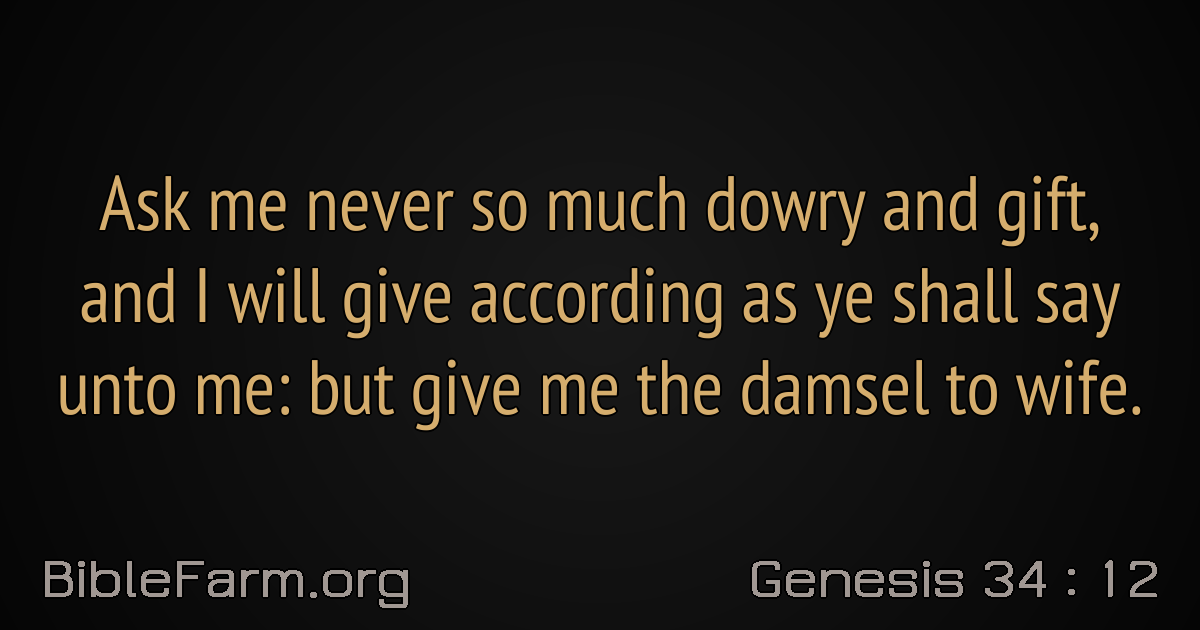 Ask me never so much dowry and gift,
and I will give according as ye shall say
unto me: but give me the damsel to wife.
BibleFarm.org
Genesis 34 : 12